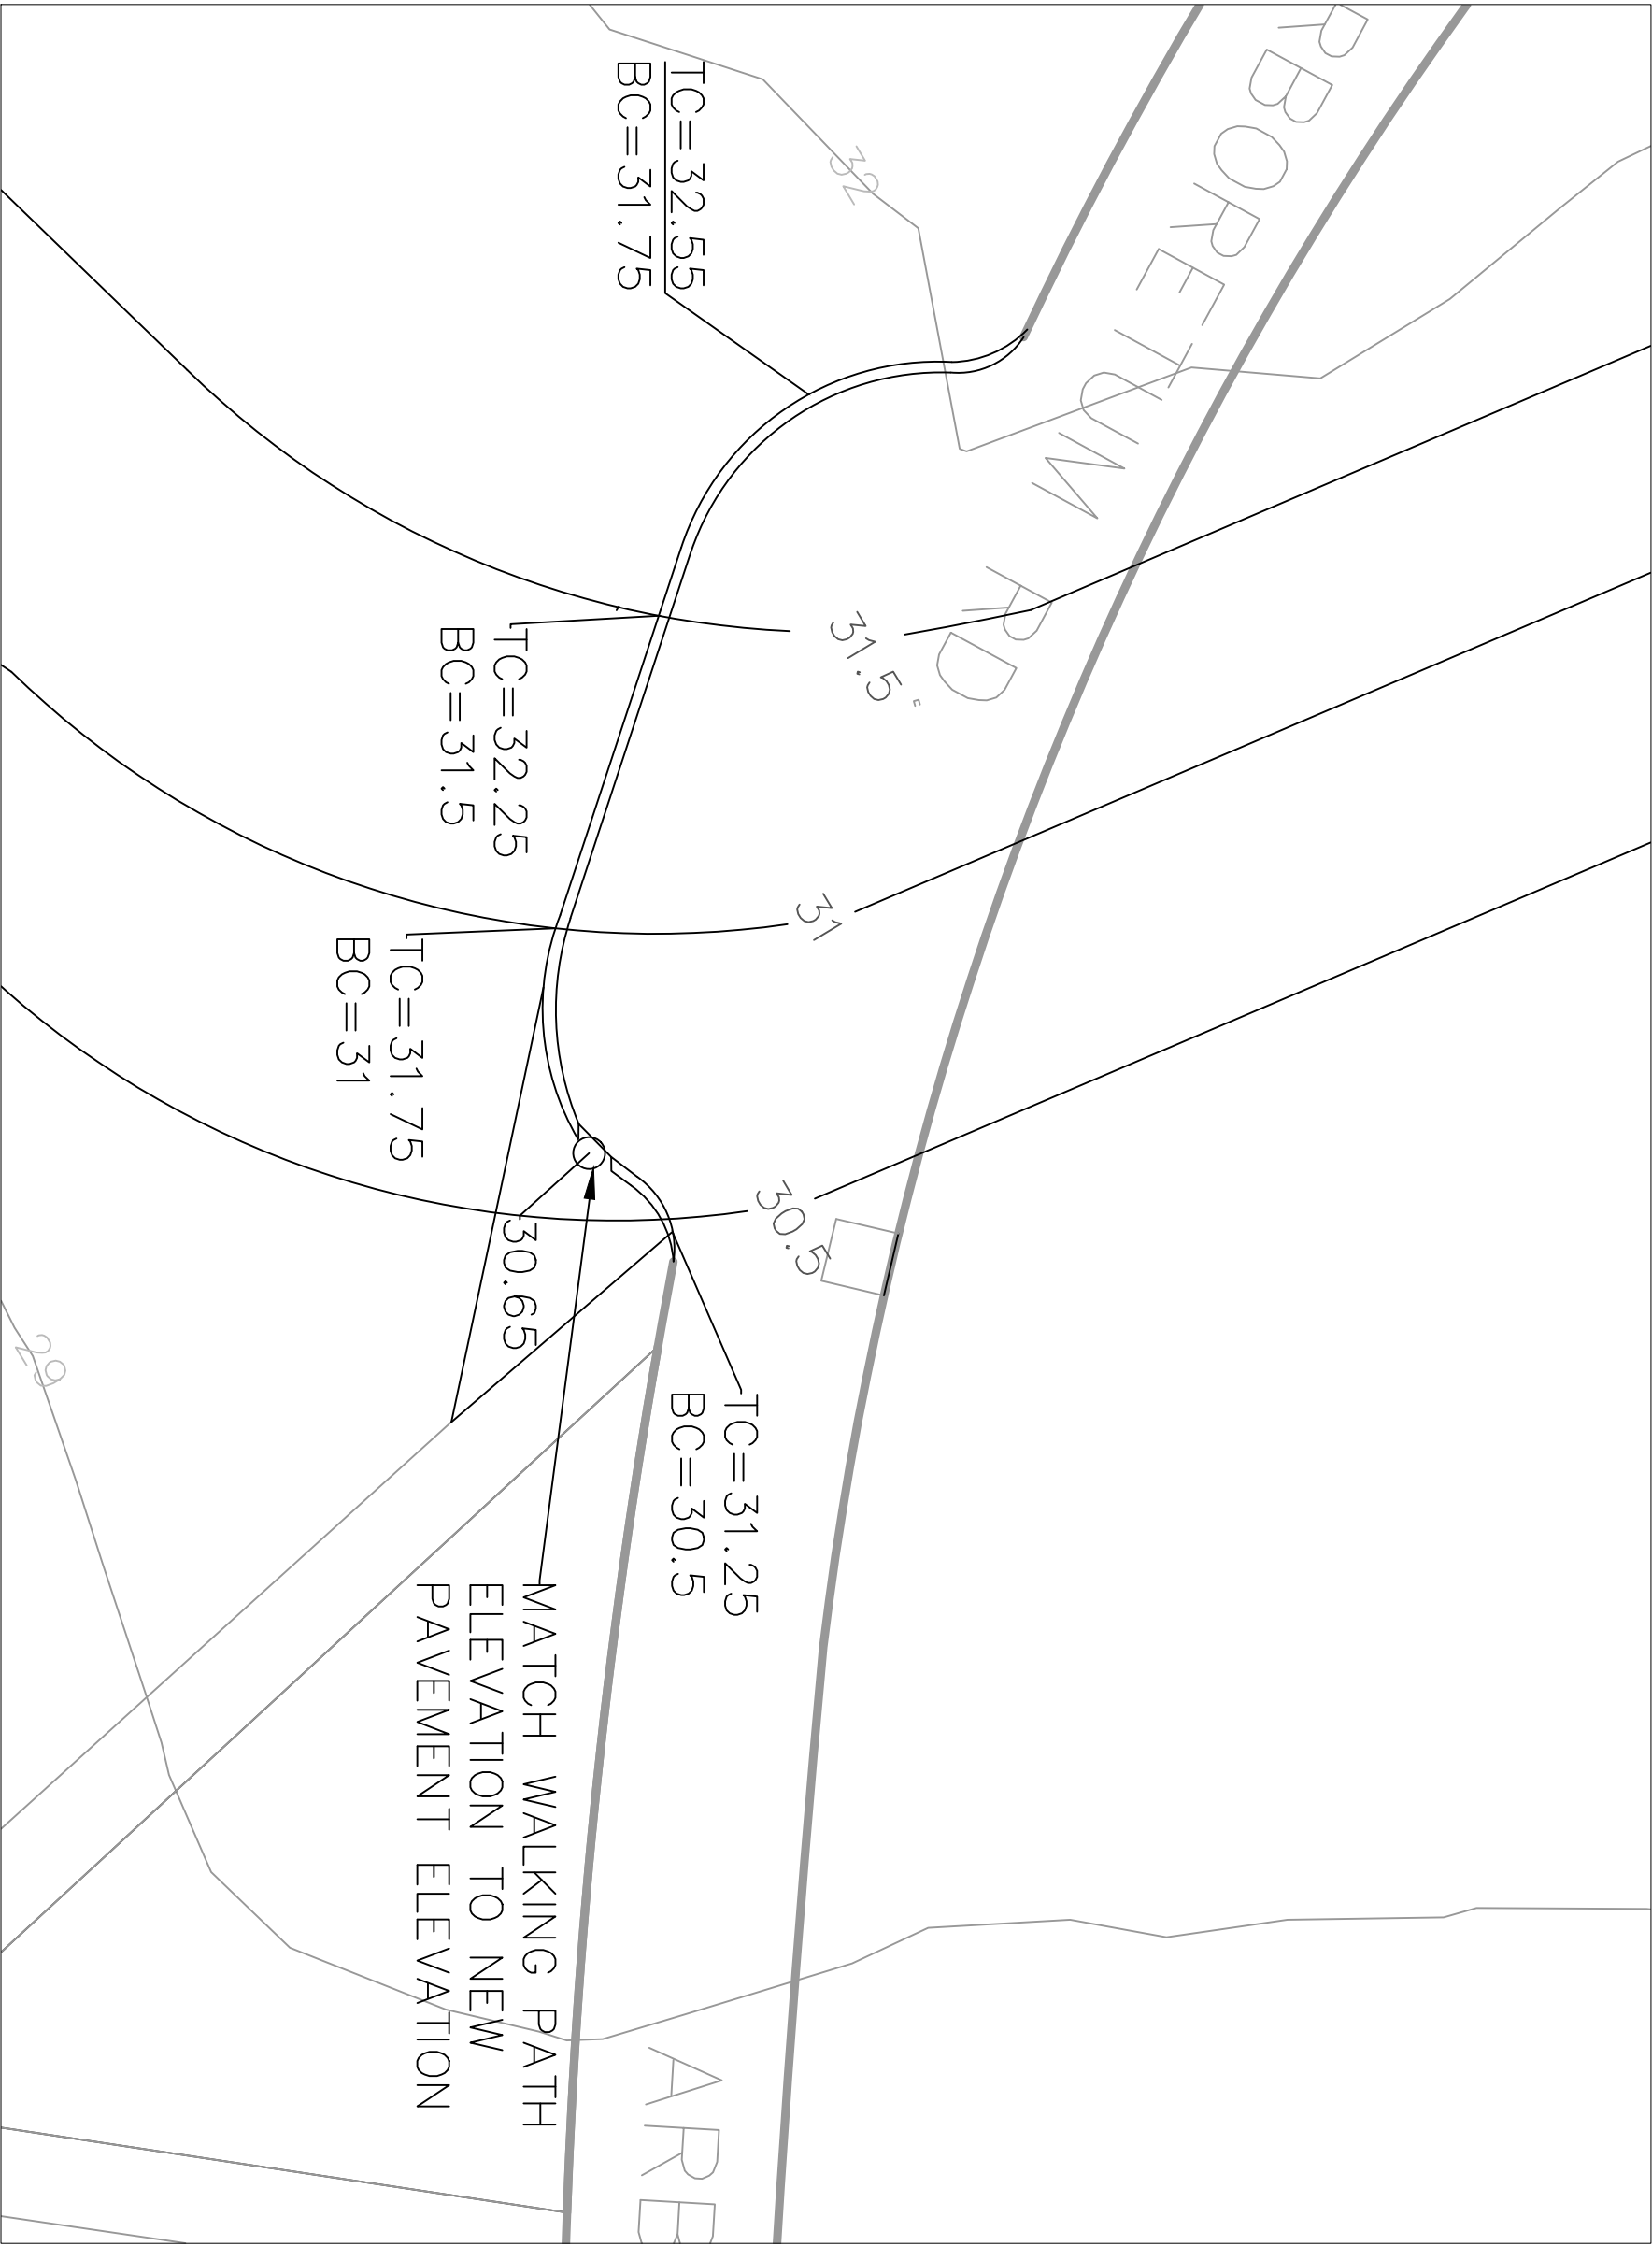 RBORETUM RD
32
TC=32.55
BC=31.75
31.5
TC=32.25
BC=31.5
31
TC=31.75
BC=31
30.5
30.65
TC=31.25
BC=30.5
29
MATCH WALKING PATH
ELEVATION TO NEW
PAVEMENT ELEVATION
ARB